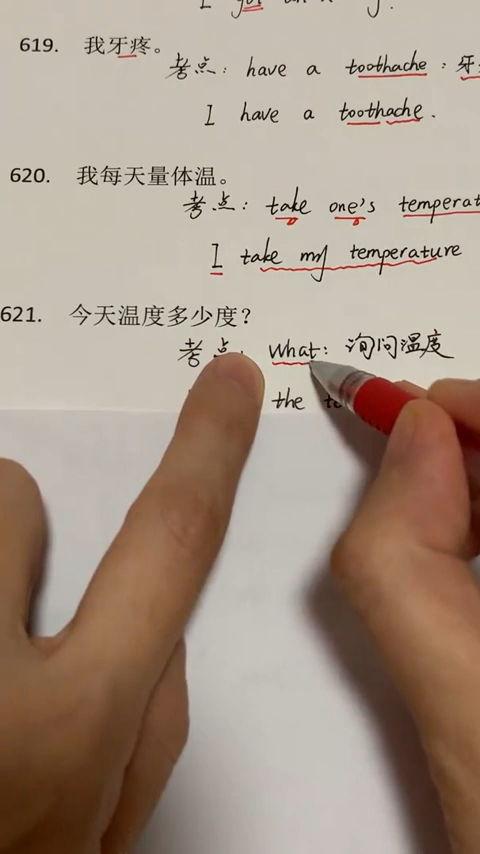 I got
619. 我牙疼。
考点: have a toothache: 牙
I have a toothache.
620. 我每天量体温。
考点: take one's temperat
I take my temperature
621. 今天温度多少度?
考点: What: 询问温度
the